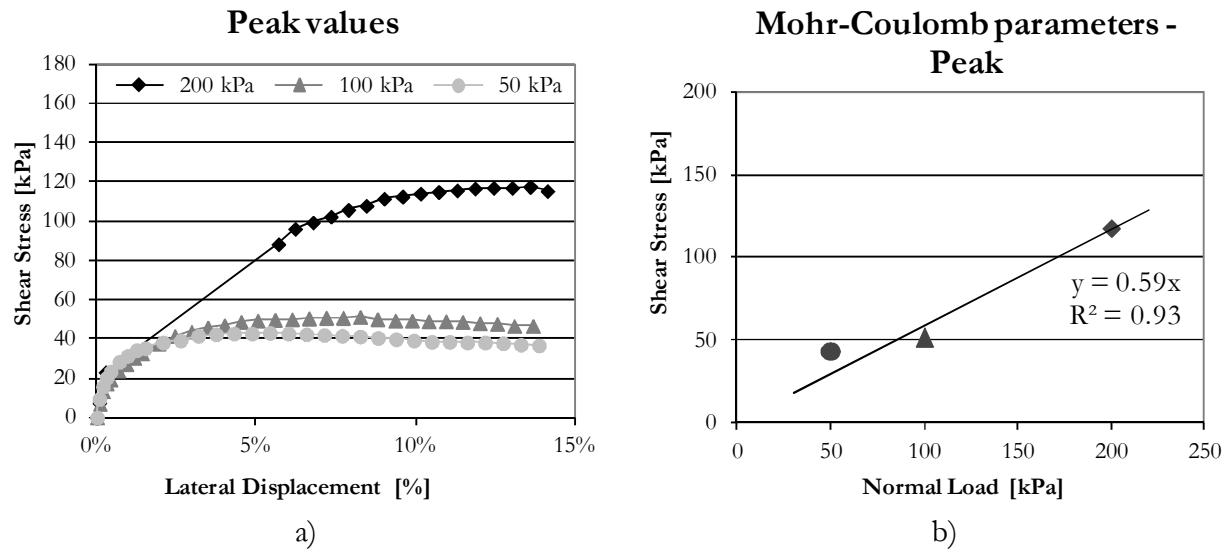 Peak values
180
160
140
120
100
80
60
40
20
0
200 kPa
100 kPa
50 kPa
Shear Stress [kPa]
0%
5%
10%
15%
Lateral Displacement [%]
a)
Mohr-Coulomb parameters -
Peak
200
150
100
50
0
Shear Stress [kPa]
y = 0.59x
R² = 0.93
0
50
100
150
200
250
Normal Load [kPa]
b)